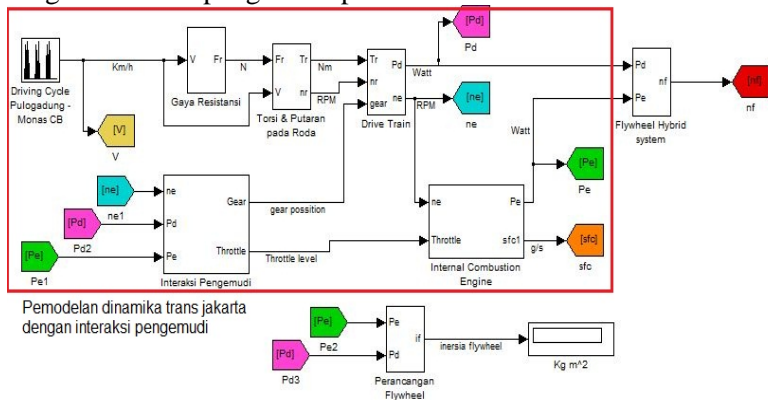 [Pd]
Pd
Km/h
V
Fr
N
Gaya Resistansi
Fr
Tr
V
nr
Nm
RPM
Torsi & Putaran
pada Roda
Tr
Pd
nr
gear
ne
Drive Train
Watt
RPM
[ne]
ne
Driving Cycle
Pulogadung -
Monas CB
[V]
V
Pd
nf
Pe
Flywheel Hybrid
system
[nf]
nf
Watt
[Pe]
Pe
[ne]
ne1
[Pd]
Pd2
[Pe]
Pe1
ne
Gear
Pd
Pe
Throttle
Interaksi Pengemudi
gear possition
Throttle level
ne
Pe
Throttle
sfc1
Internal Combustion
Engine
g/s
[sfc]
sfc
Pemodelan dinamika trans jakarta
dengan interaksi pengemudi
[Pe]
Pe2
[Pd]
Pd3
Pe
if
Pd
Perancangan
Flywheel
inersia flywheel
Kg m^2